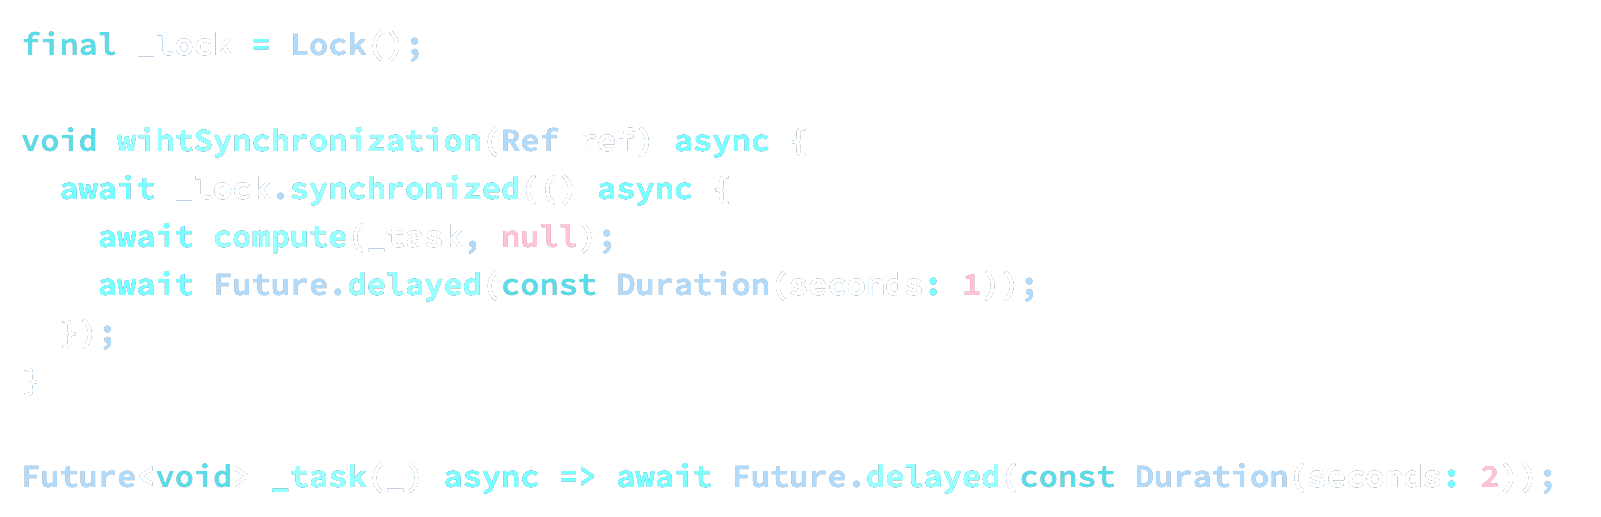 final _lock = Lock();

void wihtSynchronization(Ref ref) async {
  await _lock.synchronized(() async {
    await compute(_task, null);
    await Future.delayed(const Duration(seconds: 1));
  });
}

Future<void> _task(_) async => await Future.delayed(const Duration(seconds: 2));